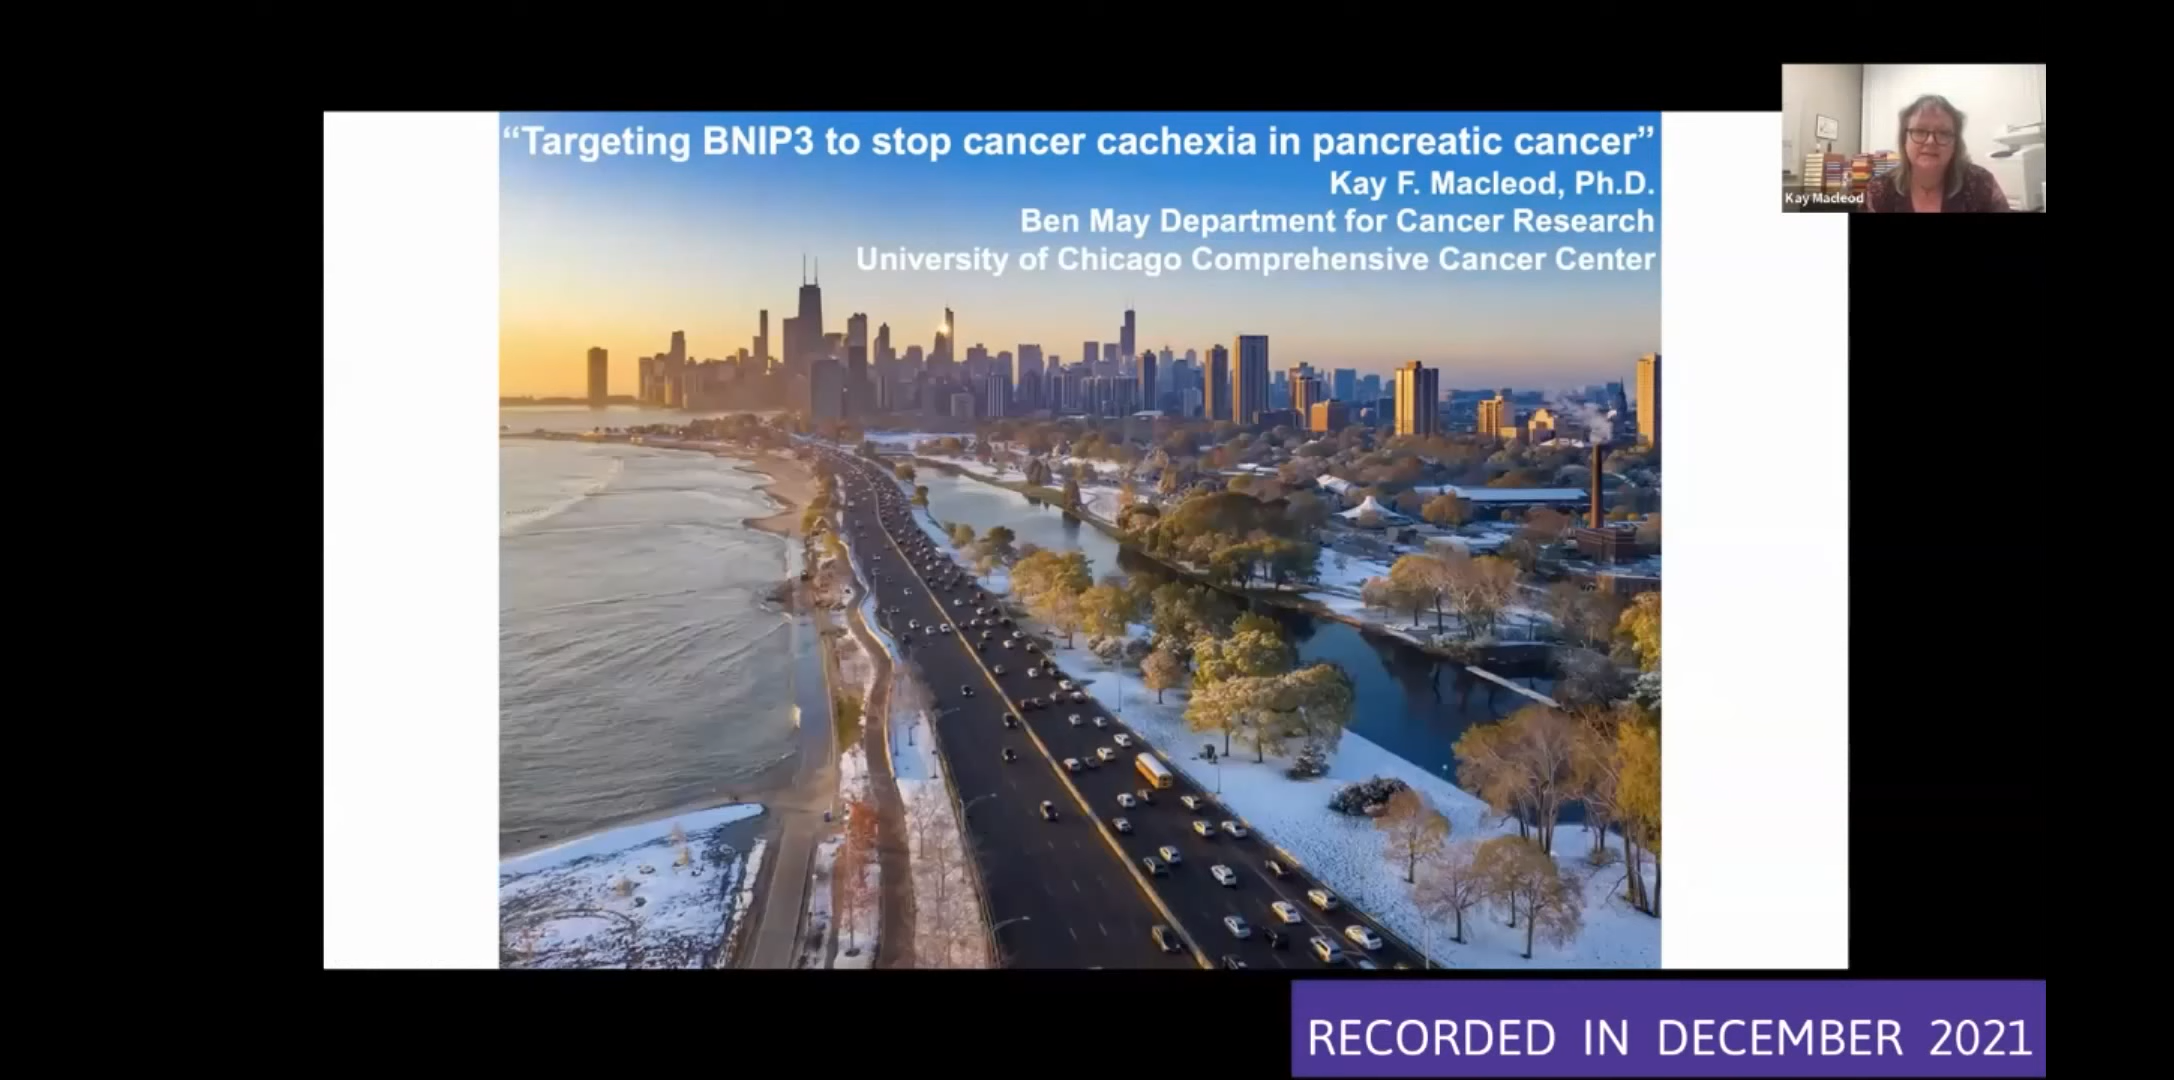 “Targeting BNIP3 to stop cancer cachexia in pancreatic cancer”
Kay F. Macleod, Ph.D.
Ben May Department for Cancer Research
University of Chicago Comprehensive Cancer Center
Kay Macleod
RECORDED IN DECEMBER 2021